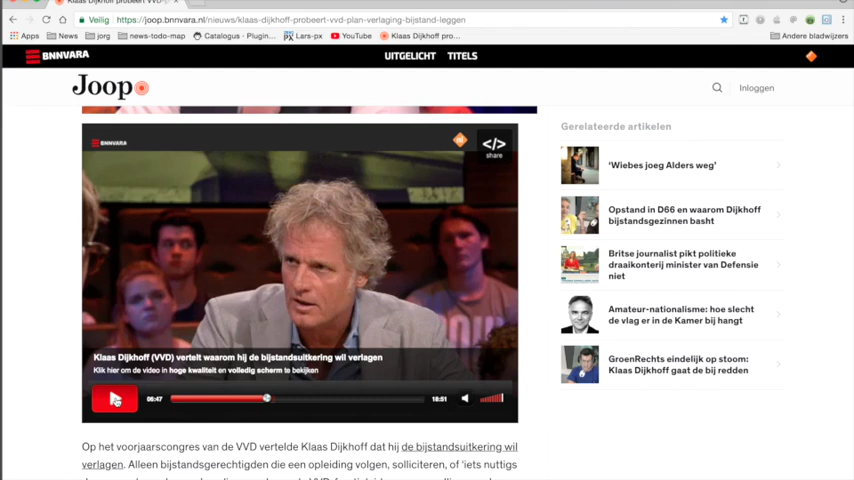 Klaas Dijkhoff probeert VVD-p
Veilig https://joop.bnnvara.nl/nieuws/klaas-dijkhoff-probeert-vvd-plan-verlaging-bijstand-leggen
Apps News jorg news-todo-map Catalogus - Plugin... Lars-px YouTube Klaas Dijkhoff pro... Andere bladwijzers
BNNVARA UITGELICHT TITELS
Joop Inloggen
BNNVARA
</>
share
Klaas Dijkhoff (VVD) vertelt waarom hij de bijstandsuitkering wil verlagen
Klik hier om de video in hoge kwaliteit en volledig scherm te bekijken
06:47 18:51
Op het voorjaarscongres van de VVD vertelde Klaas Dijkhoff dat hij de bijstandsuitkering wil
verlagen. Alleen bijstandsgerechtigden die een opleiding volgen, solliciteren, of ‘iets nuttigs
Gerelateerde artikelen
‘Wiebes joeg Alders weg’
Opstand in D66 en waarom Dijkhoff
bijstandsgezinnen basht
Britse journalist pikt politieke
draaikonterij minister van Defensie
niet
Amateur-nationalisme: hoe slecht
de vlag er in de Kamer bij hangt
GroenRechts eindelijk op stoom:
Klaas Dijkhoff gaat de bij redden